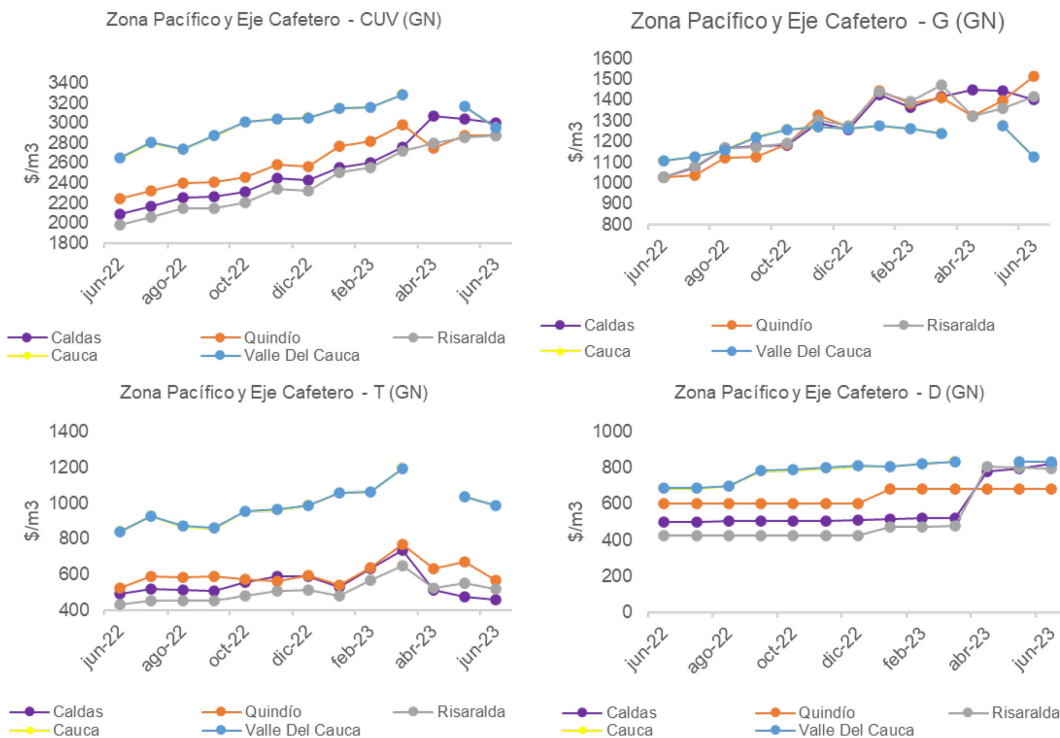 Zona Pacífico y Eje Cafetero - CUV (GN)
$/m3
3400
3200
3000
2800
2600
2400
2200
2000
1800
jun-22
ago-22
oct-22
dic-22
feb-23
abr-23
jun-23
Caldas
Quindío
Risaralda
Cauca
Valle Del Cauca
Zona Pacífico y Eje Cafetero - G (GN)
$/m3
1600
1500
1400
1300
1200
1100
1000
900
800
jun-22
ago-22
oct-22
dic-22
feb-23
abr-23
jun-23
Caldas
Quindío
Risaralda
Cauca
Valle Del Cauca
Zona Pacífico y Eje Cafetero - T (GN)
$/m3
1400
1200
1000
800
600
400
jun-22
ago-22
oct-22
dic-22
feb-23
abr-23
jun-23
Caldas
Quindío
Risaralda
Cauca
Valle Del Cauca
Zona Pacífico y Eje Cafetero - D (GN)
$/m3
1000
800
600
400
200
0
jun-22
ago-22
oct-22
dic-22
feb-23
abr-23
jun-23
Caldas
Quindío
Risaralda
Cauca
Valle Del Cauca